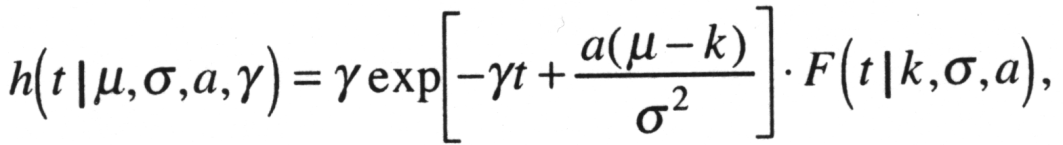 h(t | μ, σ, a, γ) = γ exp[−γt + a(μ − k)/σ²] · F(t | k, σ, a),